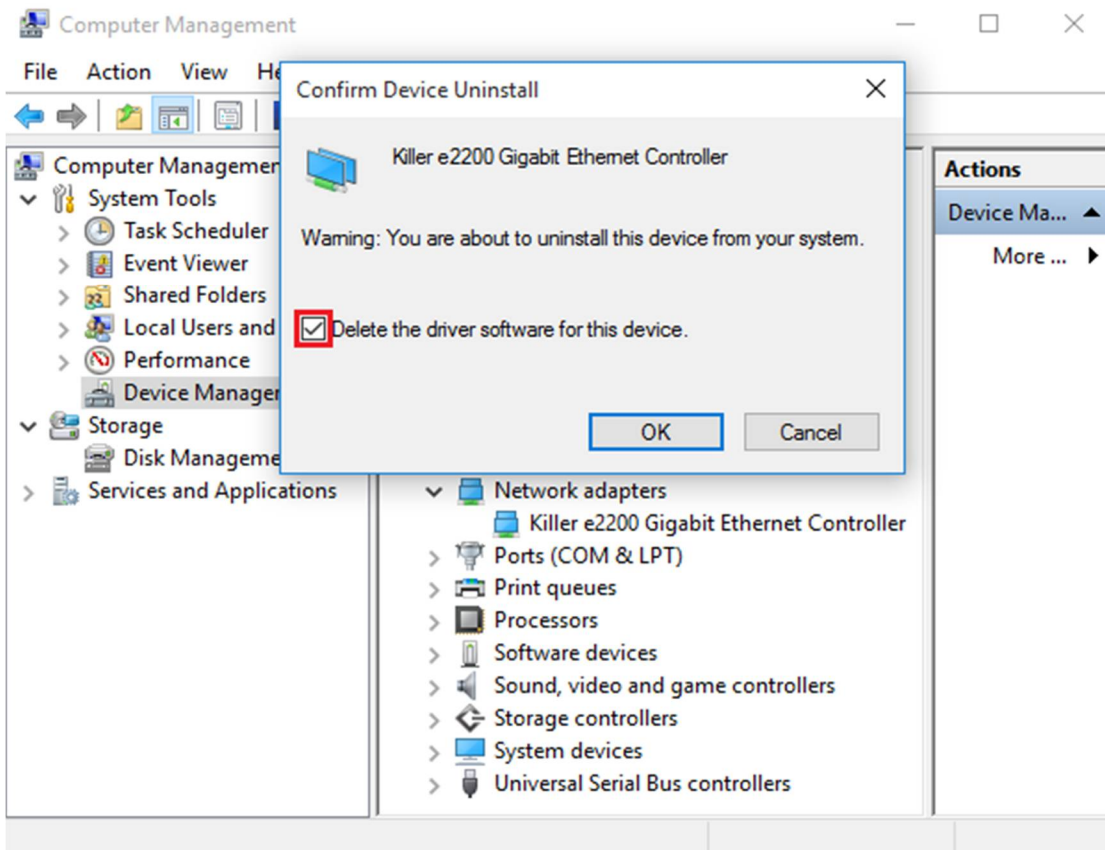 Computer Management
File Action View He
Confirm Device Uninstall
Killer e2200 Gigabit Ethernet Controller
Warning: You are about to uninstall this device from your system.
Delete the driver software for this device.
OK Cancel
Computer Managemen
System Tools
Task Scheduler
Event Viewer
Shared Folders
Local Users and
Performance
Device Manager
Storage
Disk Manageme
Services and Applications
Network adapters
Killer e2200 Gigabit Ethernet Controller
Ports (COM & LPT)
Print queues
Processors
Software devices
Sound, video and game controllers
Storage controllers
System devices
Universal Serial Bus controllers
Actions
Device Ma...
More ...